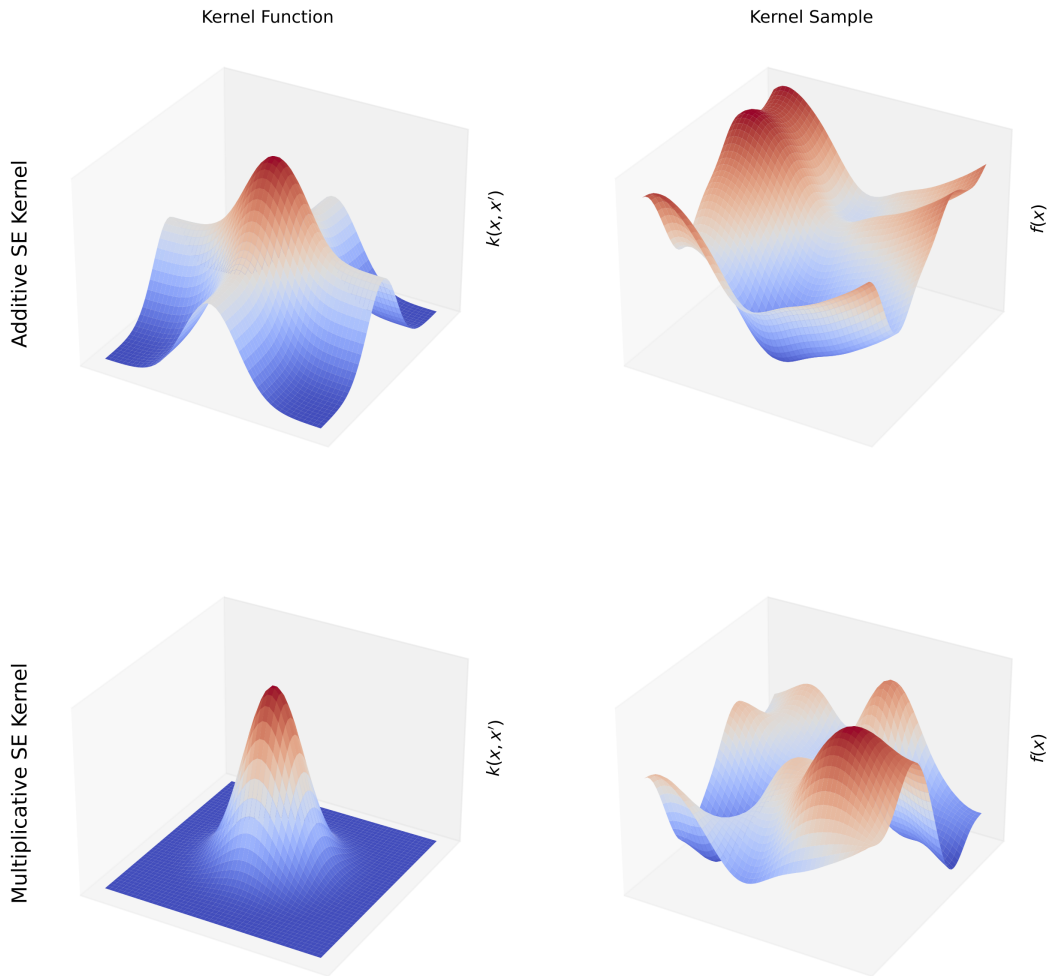 Kernel Function
Kernel Sample
Additive SE Kernel
k(x, x′)
f(x)
Multiplicative SE Kernel
k(x, x′)
f(x)